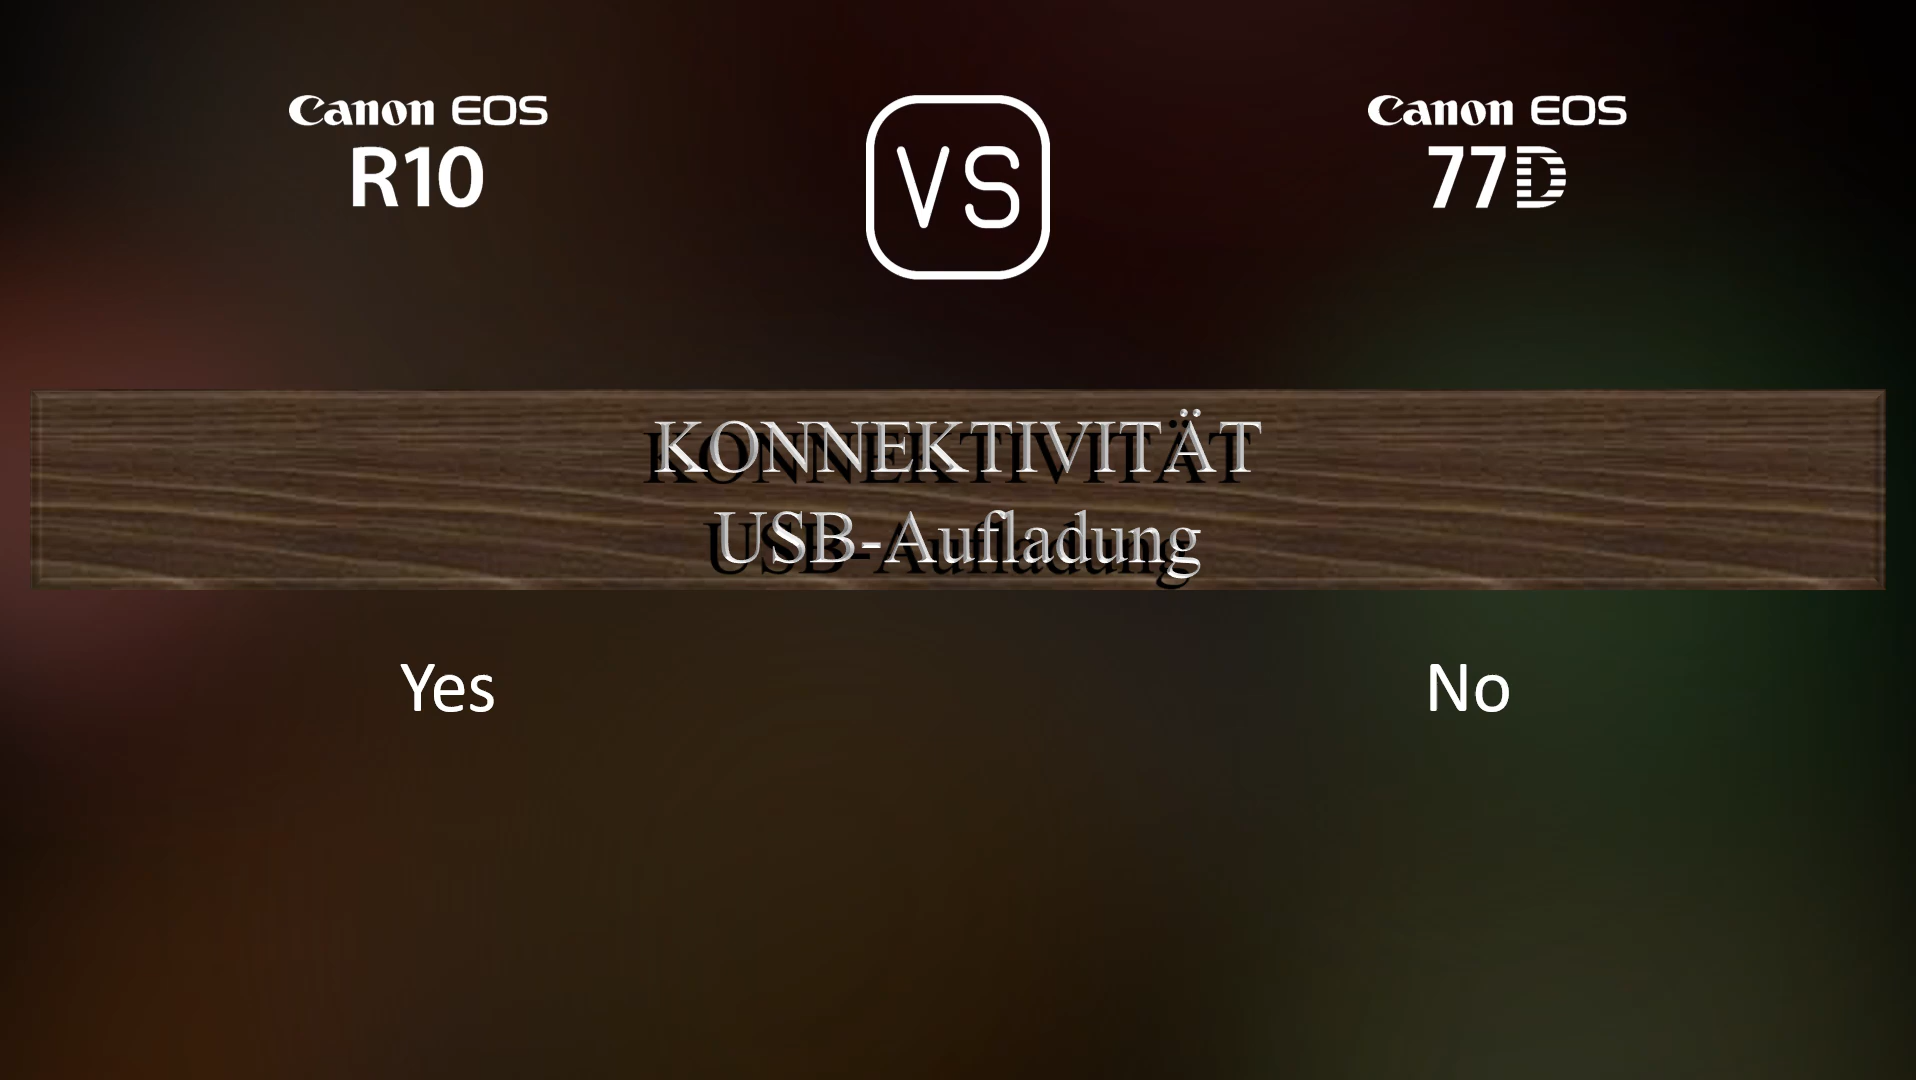 Canon EOS
R10
VS
Canon EOS
77D
KONNEKTIVITÄT
USB-Aufladung
Yes
No